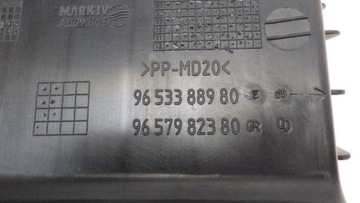 MARK IV
AUTOMOTIVE
>PP-MD20<
96 533 889 80
96 579 823 80